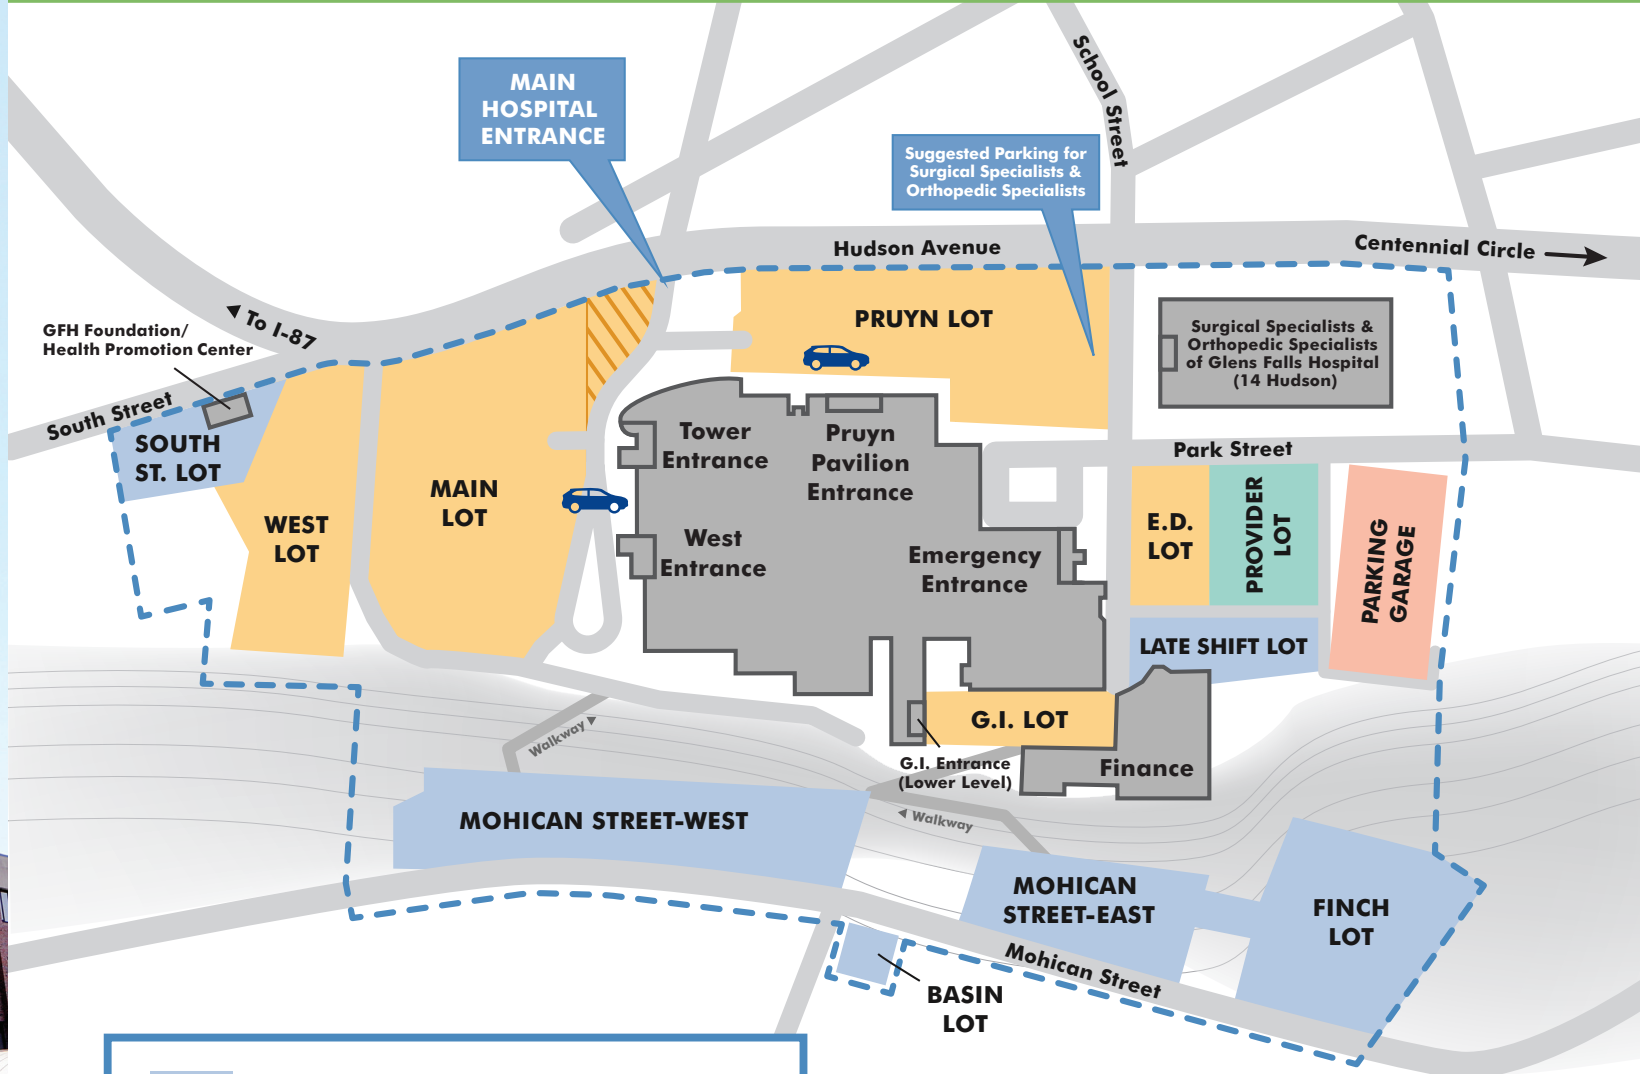 MAIN
HOSPITAL
ENTRANCE
School Street
Suggested Parking for
Surgical Specialists &
Orthopedic Specialists
Hudson Avenue
Centennial Circle
To I-87
GFH Foundation/
Health Promotion Center
South Street
PRUYN LOT
Surgical Specialists &
Orthopedic Specialists
of Glens Falls Hospital
(14 Hudson)
SOUTH
ST. LOT
WEST
LOT
MAIN
LOT
Tower
Entrance
Pruyn
Pavilion
Entrance
West
Entrance
Emergency
Entrance
Park Street
E.D.
LOT
PROVIDER
LOT
PARKING
GARAGE
LATE SHIFT LOT
G.I. LOT
G.I. Entrance
(Lower Level)
Finance
Walkway
Walkway
MOHICAN STREET-WEST
MOHICAN
STREET-EAST
FINCH
LOT
Mohican Street
BASIN
LOT